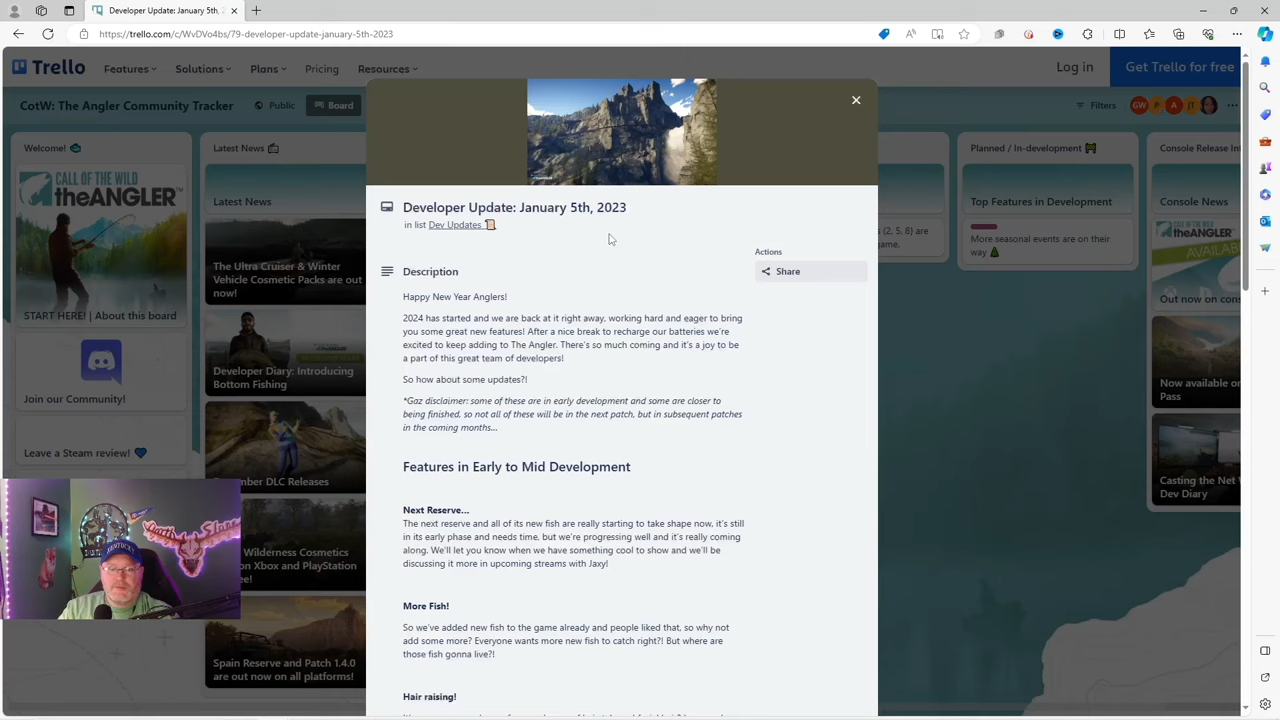 Developer Update: January 5th, 2
https://trello.com/c/WvDVo4bs/79-developer-update-january-5th-2023
Trello
Features
Solutions
Plans
Pricing
Resources
Log in
Get Trello for
CotW: The Angler Community Tracker
Public
Board
Filters
GW
P
A
IT
Welcome!
CALL OF THE WILD
theANGLER
START HERE! | About this board
Join our Community!
Leave a Steam review
Latest News
Latest News
The Ultra Cruiser & Winter
Vehicle Cosmetic Packs are out
now!
Developer Diary: Introducing
Bottom Fishing
mber DLC Releases
Wilderness Cosmetics
on Xbox and PlayStation
e!
Spain Reserve and Patch 1.4.0
are out now on all platforms!
Developer Update: January 5th, 2023
in list Dev Updates
Description
Happy New Year Anglers!
2024 has started and we are back at it right away, working hard and eager to bring
you some great new features! After a nice break to recharge our batteries we're
excited to keep adding to The Angler. There's so much coming and it's a joy to be
a part of this great team of developers!
So how about some updates?!
*Gaz disclaimer: some of these are in early development and some are closer to
being finished, so not all of these will be in the next patch, but in subsequent patches
in the coming months...
Features in Early to Mid Development
Next Reserve...
The next reserve and all of its new fish are really starting to take shape now, it's still
in its early phase and needs time, but we're progressing well and it's really coming
along. We'll let you know when we have something cool to show and we'll be
discussing it more in upcoming streams with Jaxy!
More Fish!
So we've added new fish to the game already and people liked that, so why not
add some more? Everyone wants more new fish to catch right?! But where are
those fish gonna live?!
Hair raising!
Actions
Share
s (2, 5, 8) are
game.
Planned / In-development
Top Features in Development
More seasonal events are on their
way
Console Release In
Console News
CALL OF
theA
Out now on conso
Now available on
Pass
Casting the Net W
Dev Diary
KENTUCKY